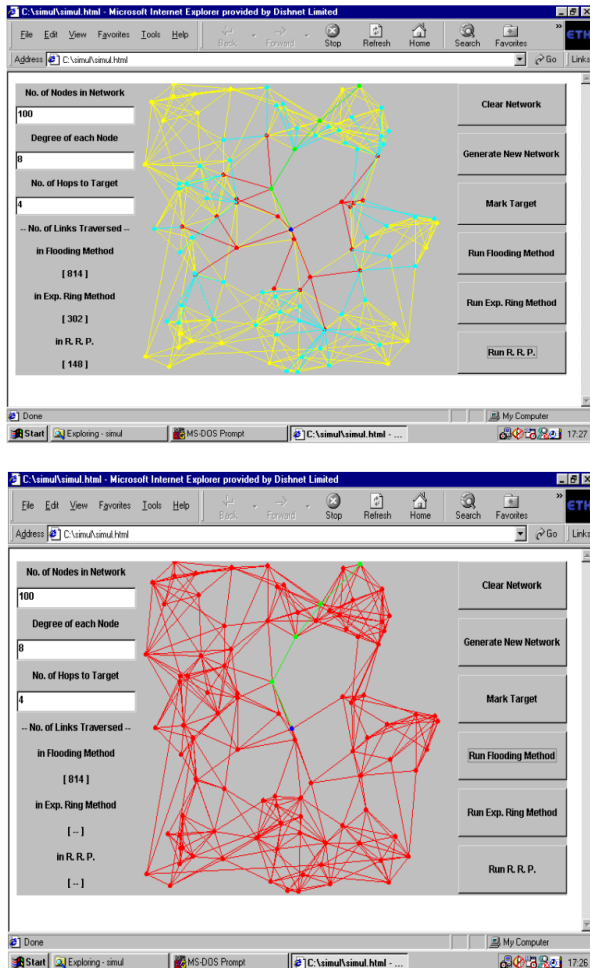 C:\simul\simul.html - Microsoft Internet Explorer provided by Dishnet Limited
File Edit View Favorites Tools Help
Back Forward Stop Refresh Home Search Favorites »
ETH
Address C:\simul\simul.html Go Links
No. of Nodes in Network
100
Degree of each Node
8
No. of Hops to Target
4
-- No. of Links Traversed --
in Flooding Method
[ 814 ]
in Exp. Ring Method
[ 302 ]
in R. R. P.
[ 148 ]
Clear Network
Generate New Network
Mark Target
Run Flooding Method
Run Exp. Ring Method
Run R. R. P.
Done My Computer
Start Exploring - simul MS-DOS Prompt C:\simul\simul.html - ... 17:27
C:\simul\simul.html - Microsoft Internet Explorer provided by Dishnet Limited
File Edit View Favorites Tools Help
Back Forward Stop Refresh Home Search Favorites »
ETH
Address C:\simul\simul.html Go Links
No. of Nodes in Network
100
Degree of each Node
8
No. of Hops to Target
4
-- No. of Links Traversed --
in Flooding Method
[ 814 ]
in Exp. Ring Method
[ -- ]
in R. R. P.
[ -- ]
Clear Network
Generate New Network
Mark Target
Run Flooding Method
Run Exp. Ring Method
Run R. R. P.
Done My Computer
Start Exploring - simul MS-DOS Prompt C:\simul\simul.html - ... 17:26